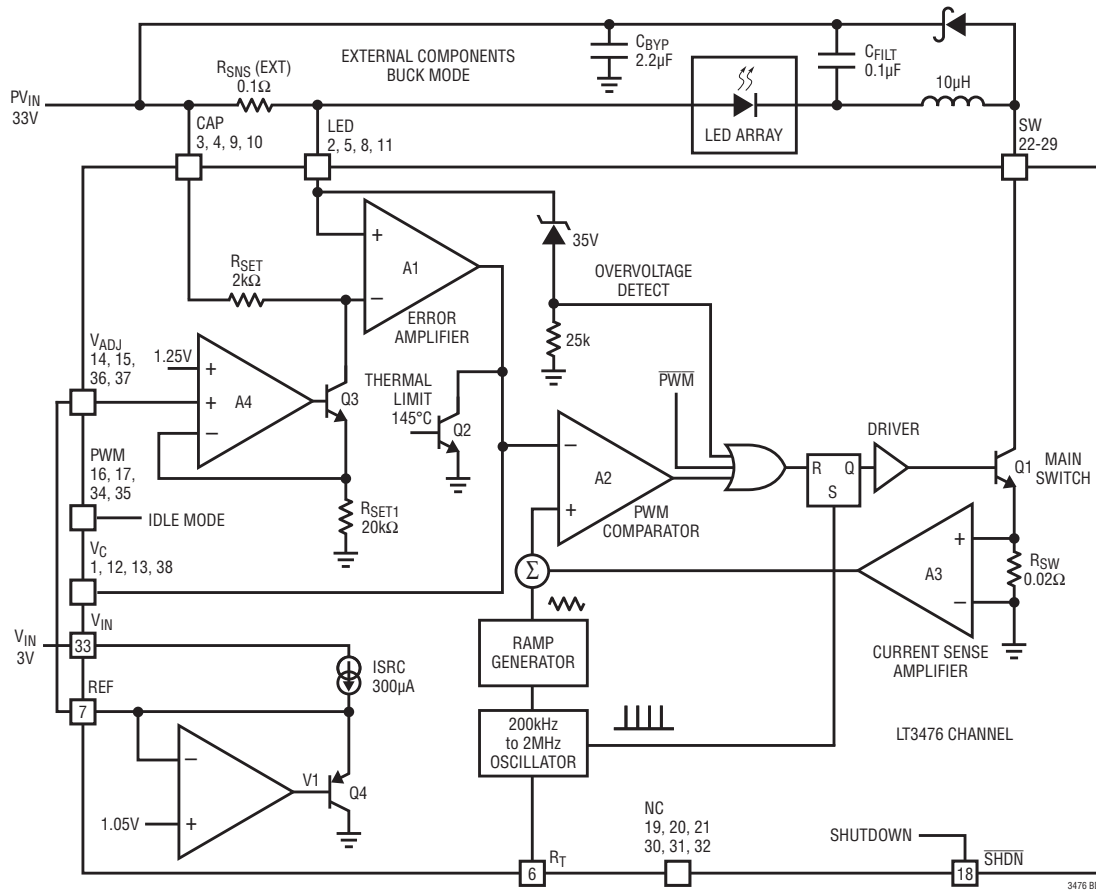 EXTERNAL COMPONENTS
BUCK MODE
C_BYP
2.2µF
C_FILT
0.1µF
R_SNS (EXT)
0.1Ω
10µH
PV_IN
33V
LED ARRAY
CAP
3, 4, 9, 10
LED
2, 5, 8, 11
SW
22-29
+
A1
−
ERROR
AMPLIFIER
35V
OVERVOLTAGE
DETECT
R_SET
2kΩ
25k
V_ADJ
14, 15,
36, 37
1.25V
+
+
−
A4
Q3
THERMAL
LIMIT
145°C
Q2
PWM
−
A2
+
PWM
COMPARATOR
R
Q
S
DRIVER
Q1
MAIN
SWITCH
PWM
16, 17,
34, 35
IDLE MODE
R_SET1
20kΩ
V_C
1, 12, 13, 38
Σ
+
A3
−
R_SW
0.02Ω
CURRENT SENSE
AMPLIFIER
V_IN
3V
V_IN
33
ISRC
300µA
RAMP
GENERATOR
REF
7
200kHz
to 2MHz
OSCILLATOR
LT3476 CHANNEL
−
+
V1
Q4
1.05V
NC
19, 20, 21
30, 31, 32
SHUTDOWN
6
R_T
18
SHDN
3476 BD